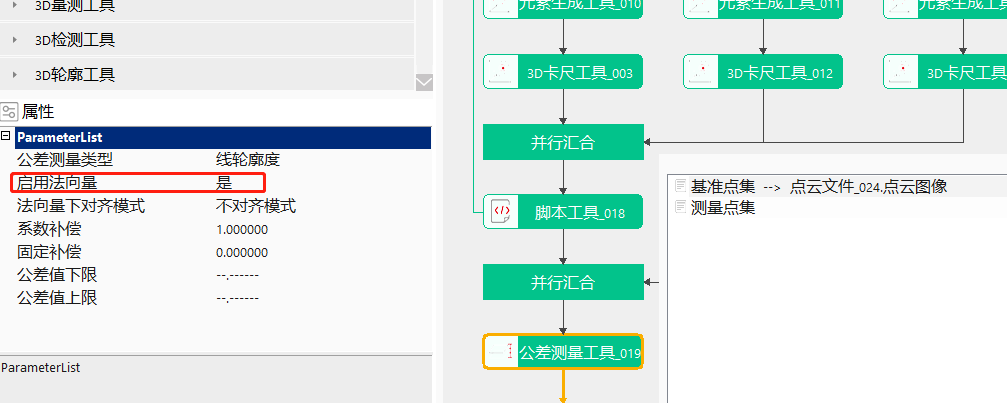 3D量测工具
3D检测工具
3D轮廓工具
属性
ParameterList
公差测量类型 线轮廓度
启用法向量 是
法向量下对齐模式 不对齐模式
系数补偿 1.000000
固定补偿 0.000000
公差值下限 --.------
公差值上限 --.------
ParameterList
元素生成工具_010
元素生成工具_011
元素生成工具
3D卡尺工具_003
3D卡尺工具_012
3D卡尺工具
并行汇合
脚本工具_018
并行汇合
公差测量工具_019
基准点集 --> 点云文件_024.点云图像
测量点集